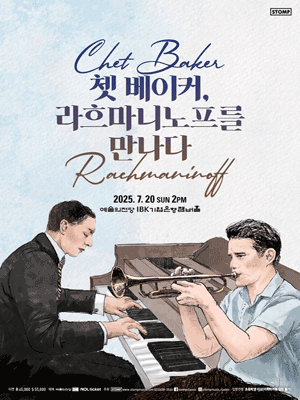 STOMP
Chet Baker
쳇 베이커,
라흐마니노프를
만나다
Rachmaninoff
2025. 7. 20 SUN 2PM
예술의전당 IBK기업은행챔버홀